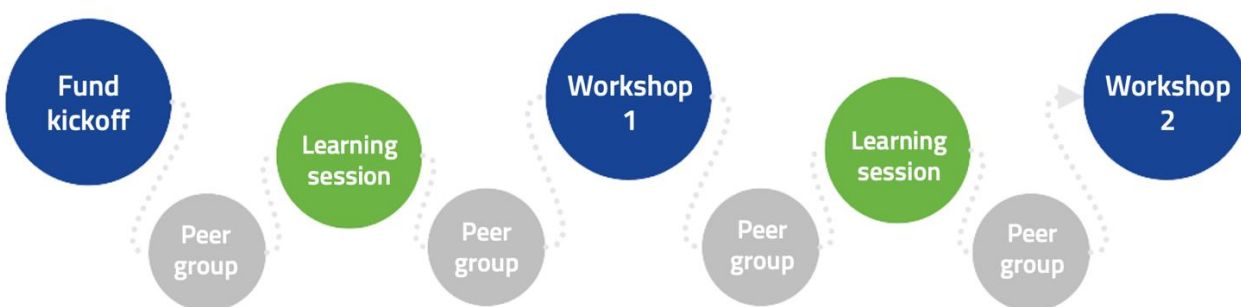 Fund
kickoff
Peer
group
Learning
session
Peer
group
Workshop
1
Peer
group
Learning
session
Peer
group
Workshop
2